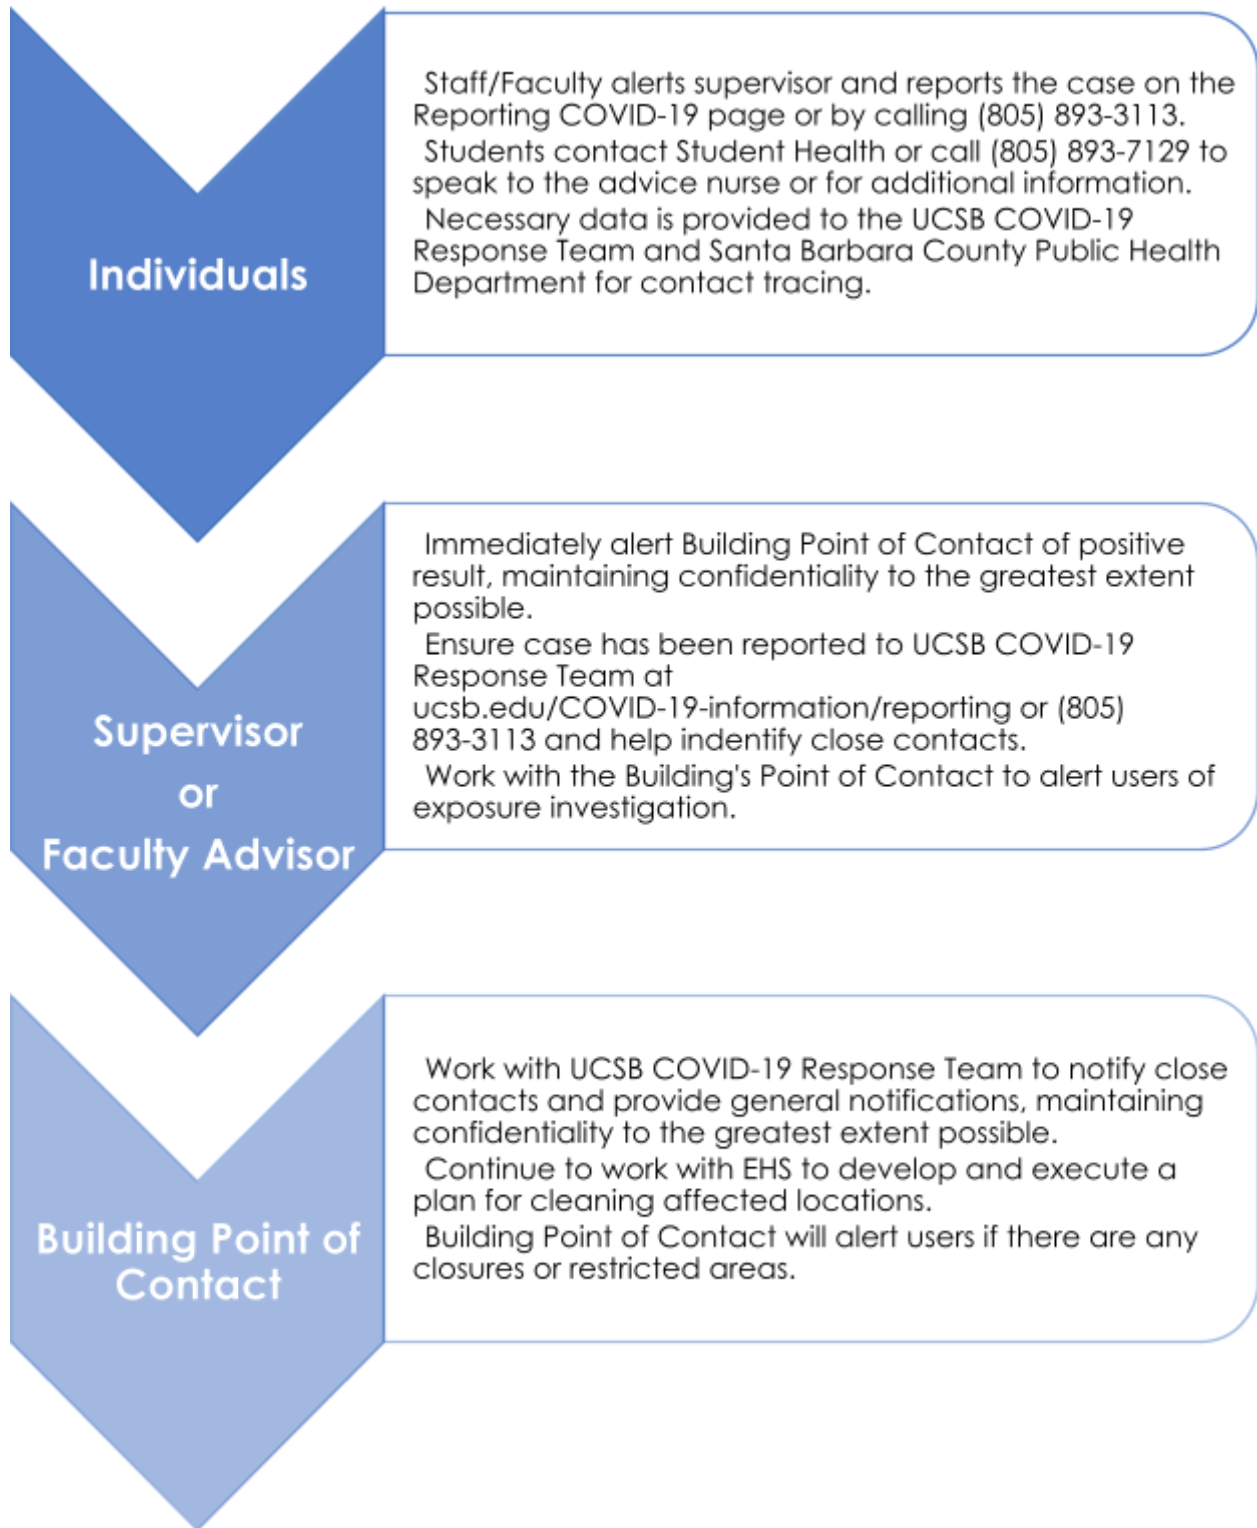 Individuals
Staff/Faculty alerts supervisor and reports the case on the
Reporting COVID-19 page or by calling (805) 893-3113.
Students contact Student Health or call (805) 893-7129 to
speak to the advice nurse or for additional information.
Necessary data is provided to the UCSB COVID-19
Response Team and Santa Barbara County Public Health
Department for contact tracing.
Supervisor
or
Faculty Advisor
Immediately alert Building Point of Contact of positive
result, maintaining confidentiality to the greatest extent
possible.
Ensure case has been reported to UCSB COVID-19
Response Team at
ucsb.edu/COVID-19-information/reporting or (805)
893-3113 and help indentify close contacts.
Work with the Building's Point of Contact to alert users of
exposure investigation.
Building Point of
Contact
Work with UCSB COVID-19 Response Team to notify close
contacts and provide general notifications, maintaining
confidentiality to the greatest extent possible.
Continue to work with EHS to develop and execute a
plan for cleaning affected locations.
Building Point of Contact will alert users if there are any
closures or restricted areas.